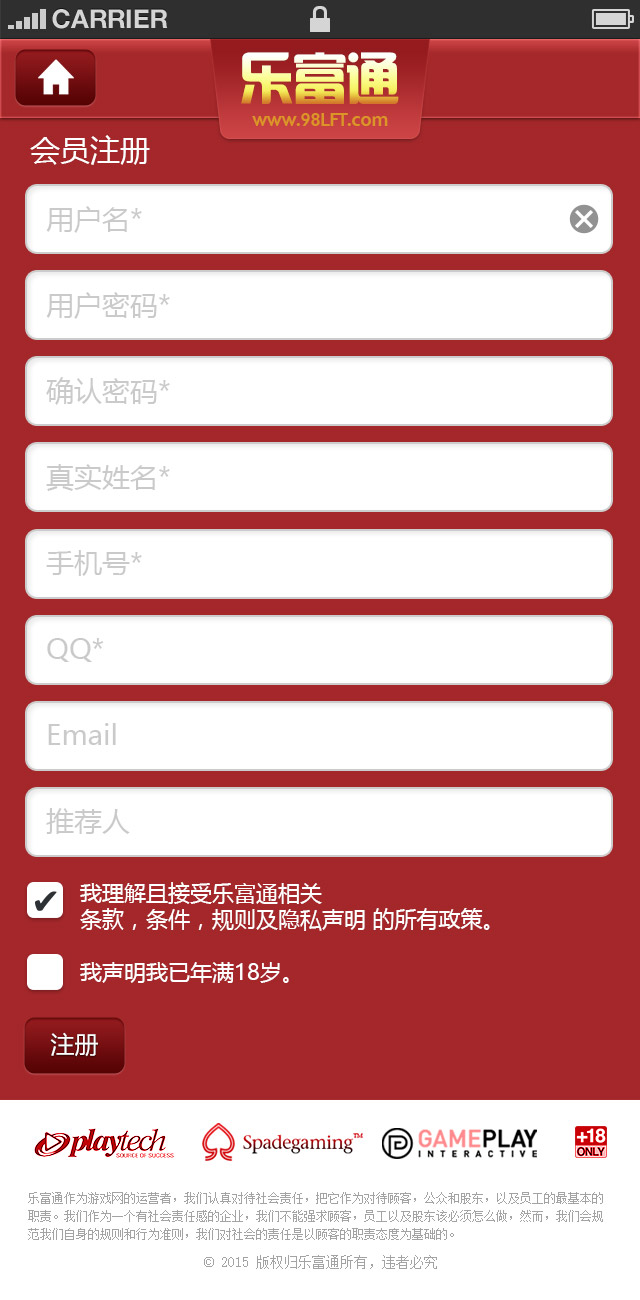 CARRIER
乐富通
www.98LFT.com
会员注册
用户名*
用户密码*
确认密码*
真实姓名*
手机号*
QQ*
Email
推荐人
我理解且接受乐富通相关
条款，条件，规则及隐私声明 的所有政策。
我声明我已年满18岁。
注册
playtech
SOURCE OF SUCCESS
Spadegaming™
GAMEPLAY
INTERACTIVE
+18
ONLY
乐富通作为游戏网的运营者，我们认真对待社会责任，把它作为对待顾客，公众和股东，以及员工的最基本的
职责。我们作为一个有社会责任感的企业，我们不能强求顾客，员工以及股东该必须怎么做，然而，我们会规
范我们自身的规则和行为准则，我们对社会的责任是以顾客的职责态度为基础的。
© 2015 版权归乐富通所有，违者必究